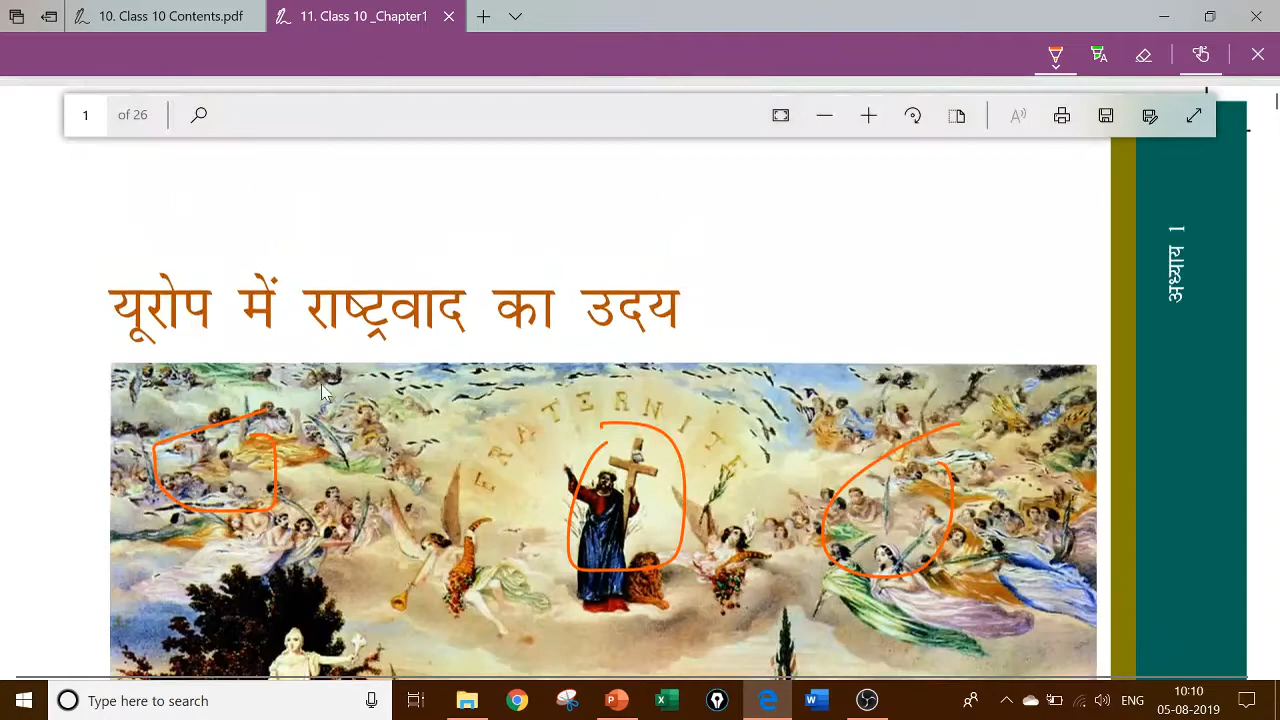 10. Class 10 Contents.pdf
11. Class 10 _Chapter1
1 of 26
अध्याय 1
यूरोप में राष्ट्रवाद का उदय
FRATERNITÉ
Type here to search
ENG
10:10
05-08-2019